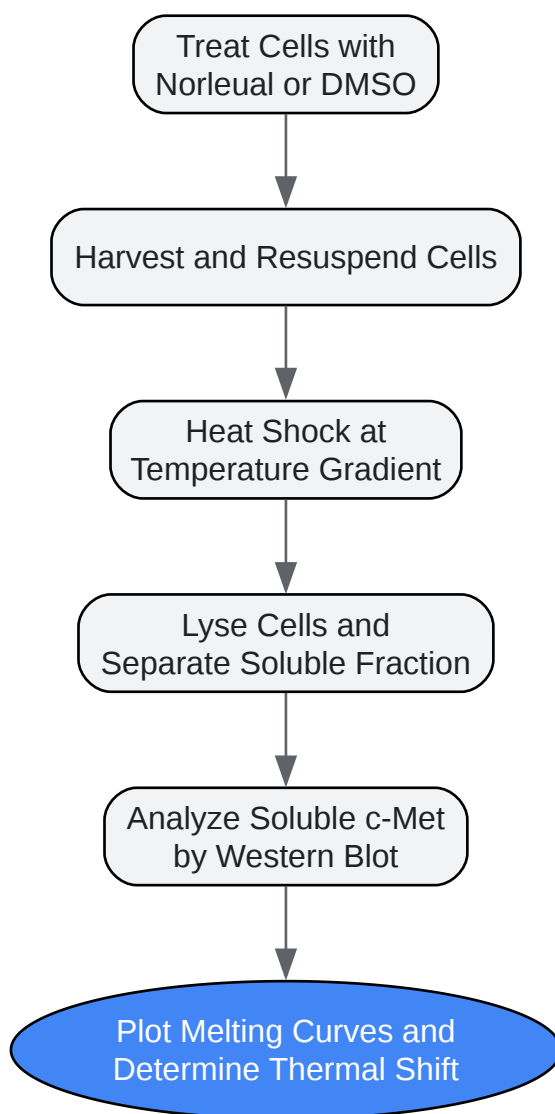 Treat Cells with
Norleual or DMSO
Harvest and Resuspend Cells
Heat Shock at
Temperature Gradient
Lyse Cells and
Separate Soluble Fraction
Analyze Soluble c-Met
by Western Blot
Plot Melting Curves and
Determine Thermal Shift